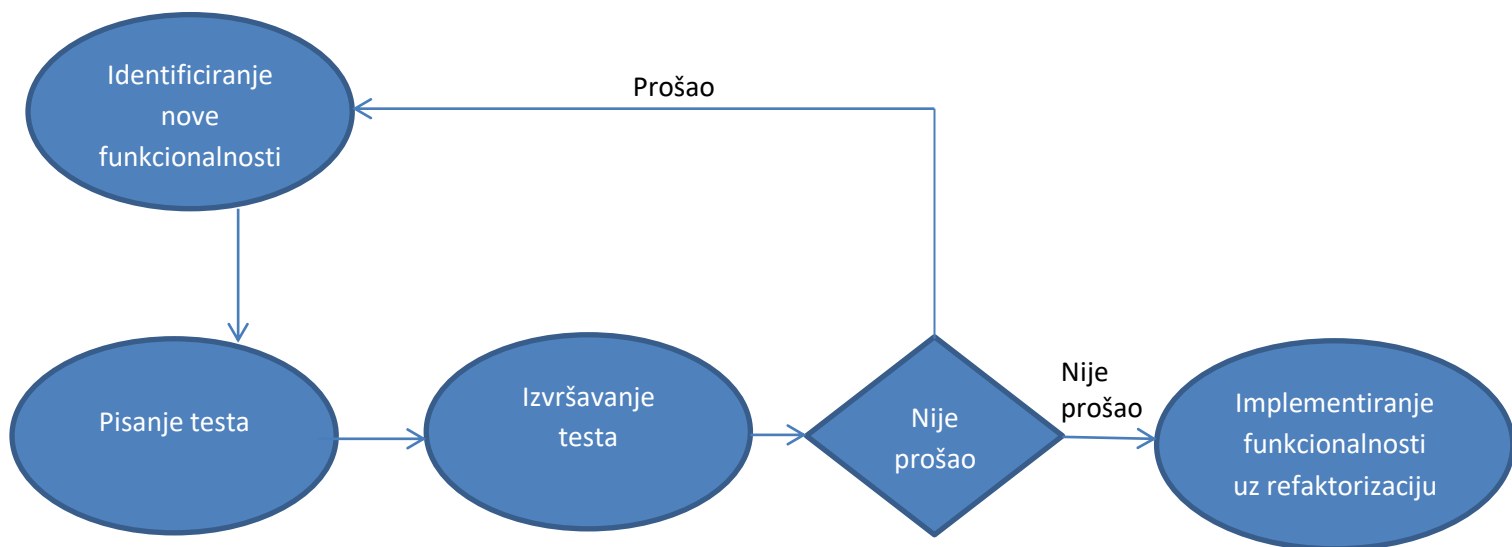 Identificiranje
nove
funkcionalnosti
Prošao
Pisanje testa
Izvršavanje
testa
Nije
prošao
Nije
prošao
Implementiranje
funkcionalnosti
uz refaktorizaciju